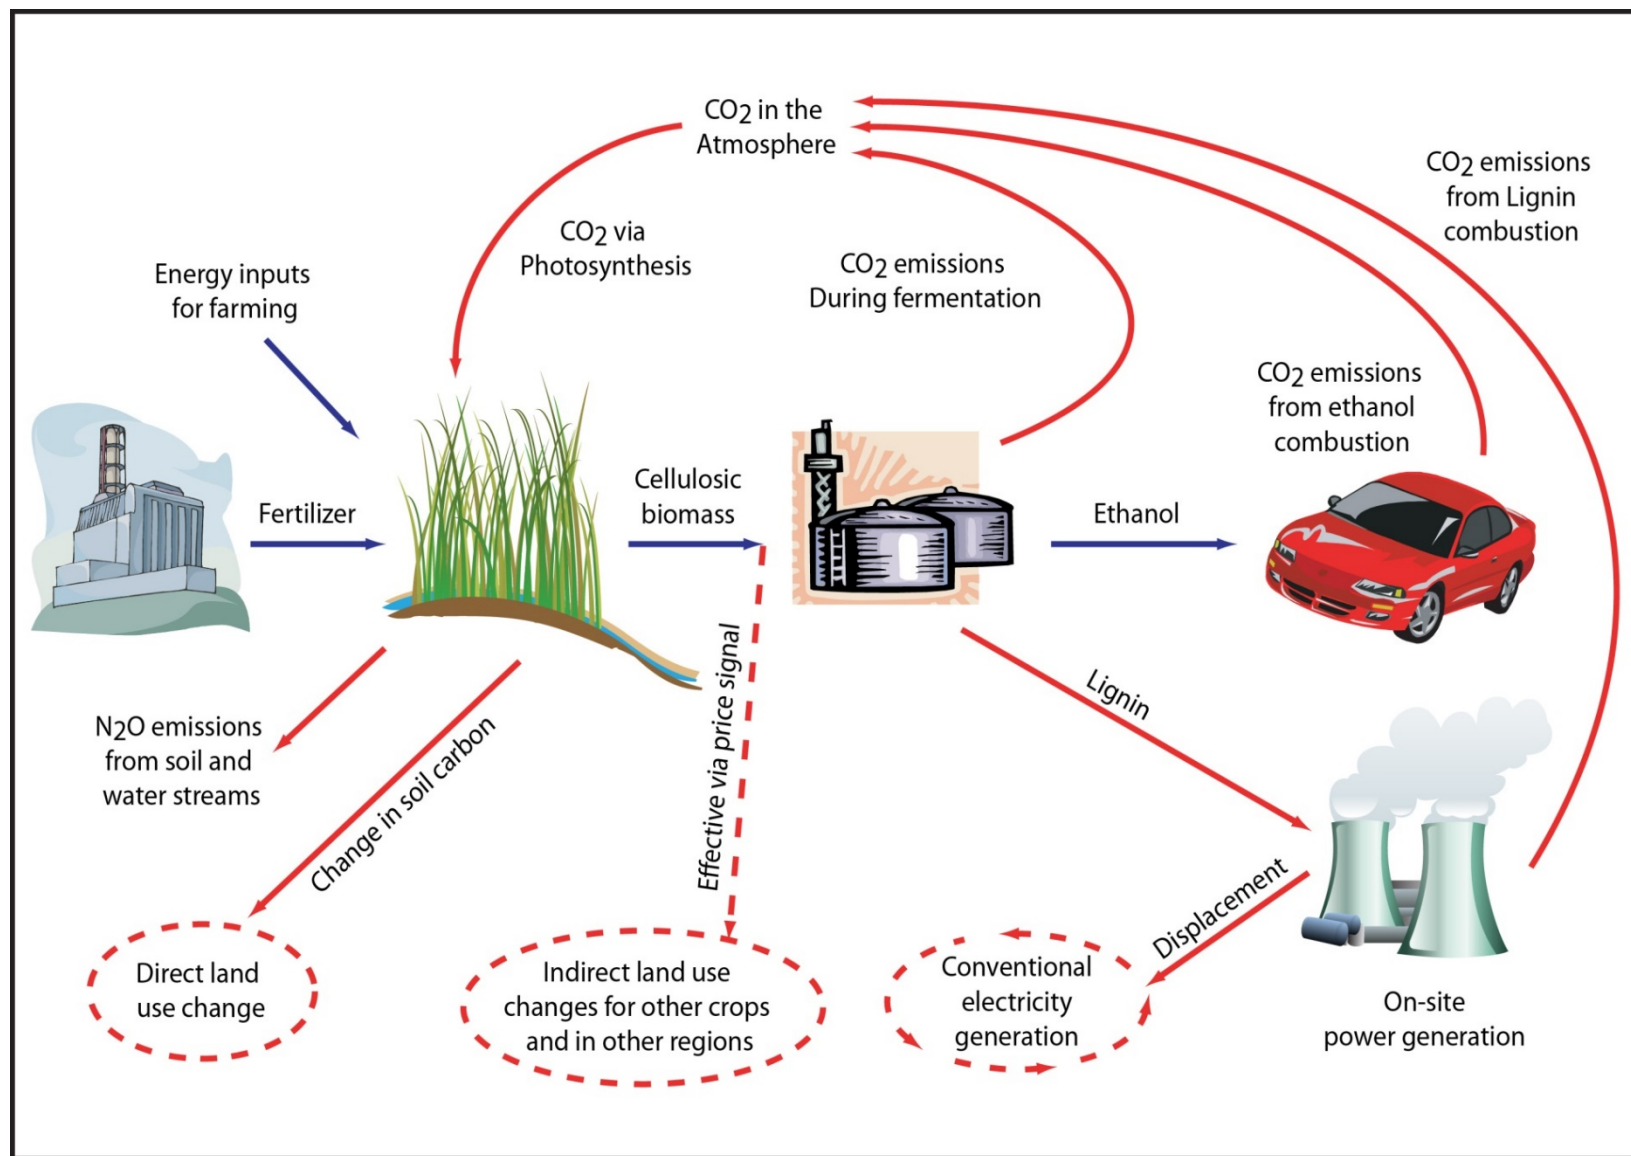 CO2 in the
Atmosphere
CO2 emissions
from Lignin
combustion
CO2 via
Photosynthesis
CO2 emissions
During fermentation
Energy inputs
for farming
CO2 emissions
from ethanol
combustion
Fertilizer
Cellulosic
biomass
Ethanol
N2O emissions
from soil and
water streams
Change in soil carbon
Effective via price signal
Lignin
Displacement
Direct land
use change
Indirect land use
changes for other crops
and in other regions
Conventional
electricity
generation
On-site
power generation